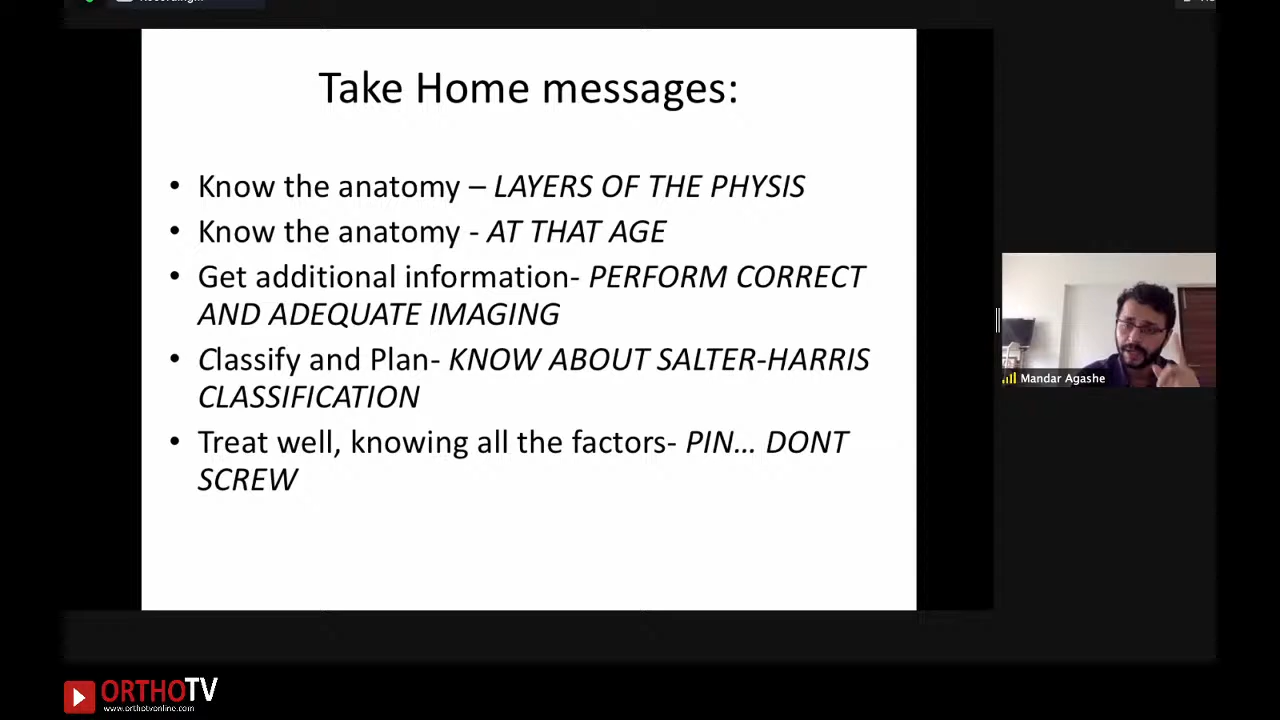 Take Home messages:
• Know the anatomy – LAYERS OF THE PHYSIS
• Know the anatomy - AT THAT AGE
• Get additional information- PERFORM CORRECT
AND ADEQUATE IMAGING
• Classify and Plan- KNOW ABOUT SALTER-HARRIS
CLASSIFICATION
• Treat well, knowing all the factors- PIN... DONT
SCREW
Mandar Agashe
ORTHOTV
www.orthotvonline.com